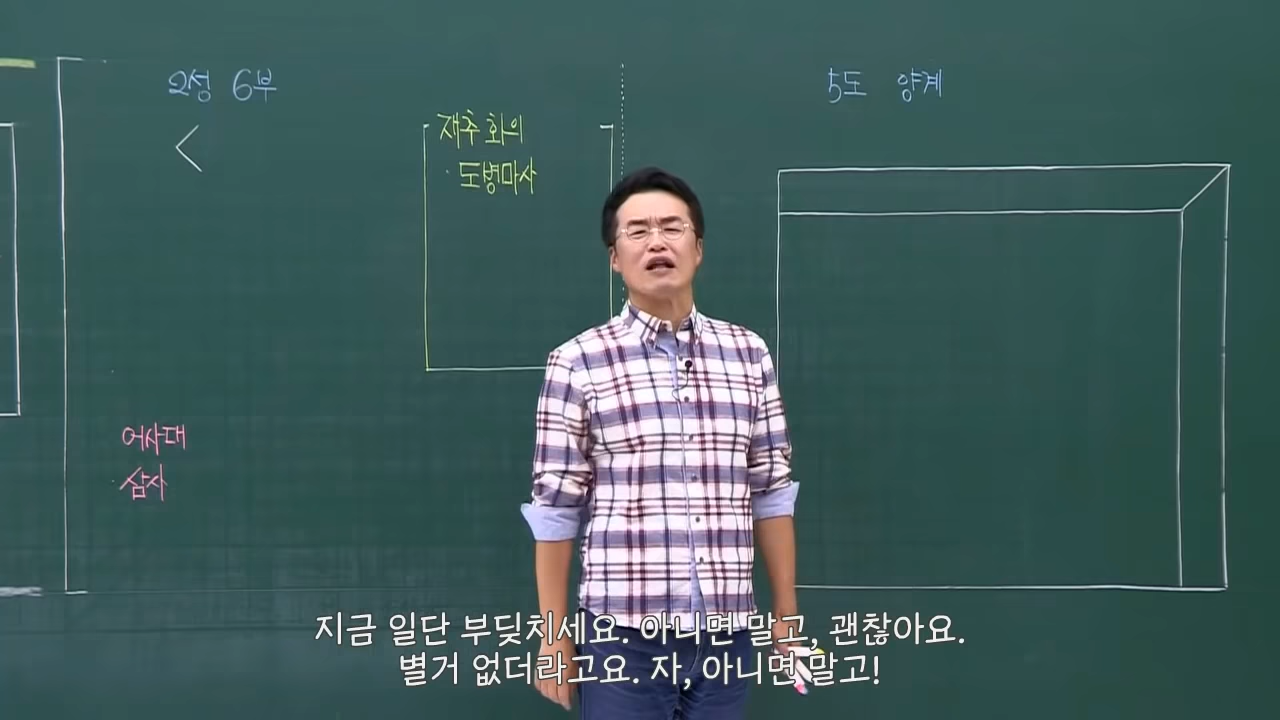 2성 6부
재추 회의
· 도병마사
어사대
· 삼사
5도 양계
지금 일단 부딪치세요. 아니면 말고, 괜찮아요.
별거 없더라고요. 자, 아니면 말고!